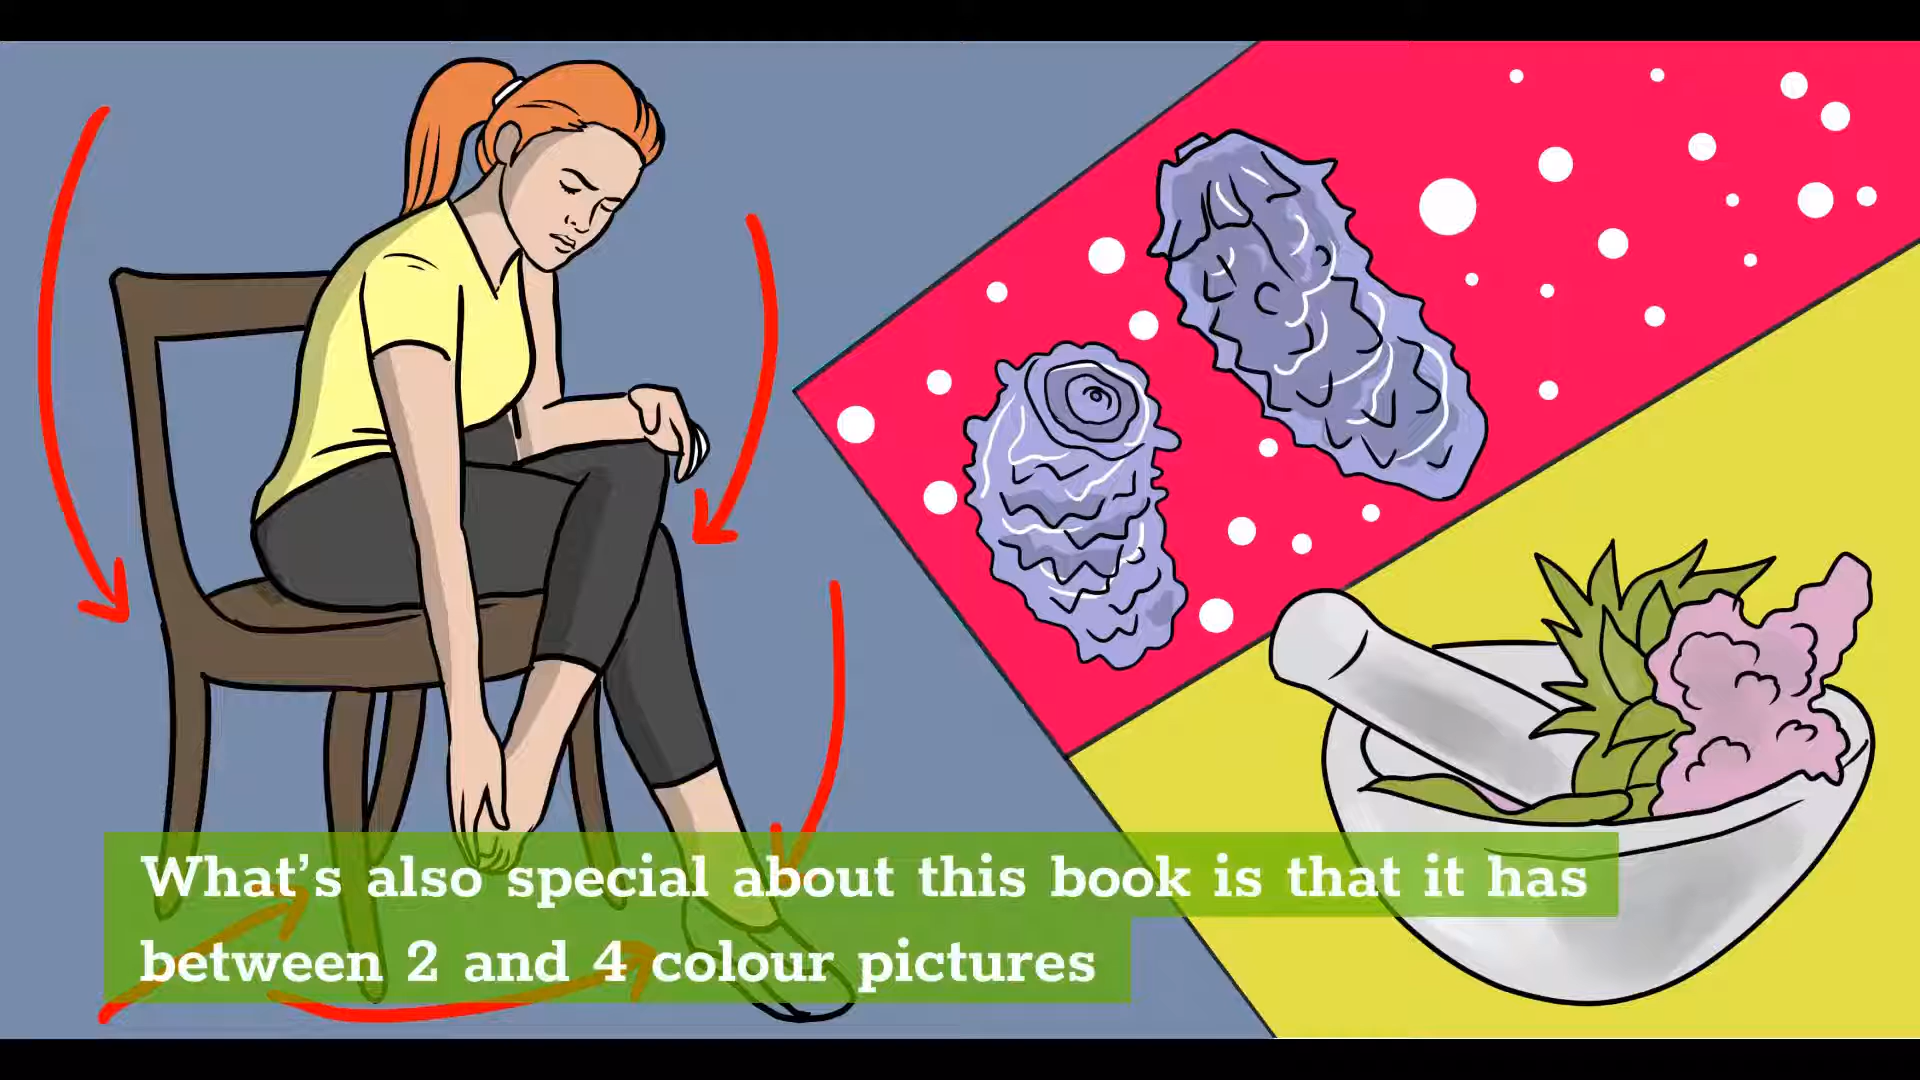 What's also special about this book is that it has
between 2 and 4 colour pictures